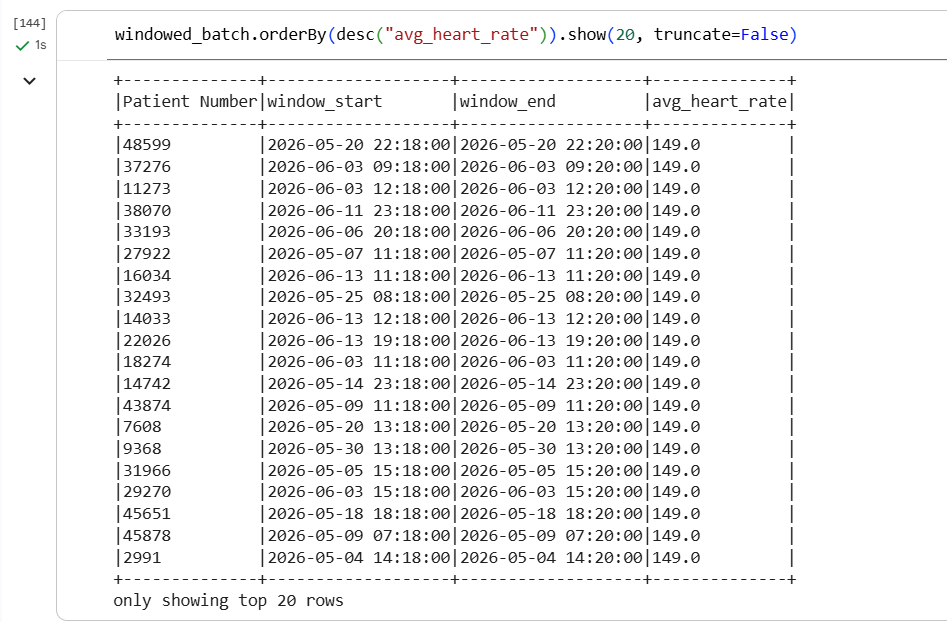 [144]
windowed_batch.orderBy(desc("avg_heart_rate")).show(20, truncate=False)
1s
+--------------+-------------------+-------------------+--------------+
|Patient Number|window_start       |window_end         |avg_heart_rate|
+--------------+-------------------+-------------------+--------------+
|48599         |2026-05-20 22:18:00|2026-05-20 22:20:00|149.0         |
|37276         |2026-06-03 09:18:00|2026-06-03 09:20:00|149.0         |
|11273         |2026-06-03 12:18:00|2026-06-03 12:20:00|149.0         |
|38070         |2026-06-11 23:18:00|2026-06-11 23:20:00|149.0         |
|33193         |2026-06-06 20:18:00|2026-06-06 20:20:00|149.0         |
|27922         |2026-05-07 11:18:00|2026-05-07 11:20:00|149.0         |
|16034         |2026-06-13 11:18:00|2026-06-13 11:20:00|149.0         |
|32493         |2026-05-25 08:18:00|2026-05-25 08:20:00|149.0         |
|14033         |2026-06-13 12:18:00|2026-06-13 12:20:00|149.0         |
|22026         |2026-06-13 19:18:00|2026-06-13 19:20:00|149.0         |
|18274         |2026-06-03 11:18:00|2026-06-03 11:20:00|149.0         |
|14742         |2026-05-14 23:18:00|2026-05-14 23:20:00|149.0         |
|43874         |2026-05-09 11:18:00|2026-05-09 11:20:00|149.0         |
|7608          |2026-05-20 13:18:00|2026-05-20 13:20:00|149.0         |
|9368          |2026-05-30 13:18:00|2026-05-30 13:20:00|149.0         |
|31966         |2026-05-05 15:18:00|2026-05-05 15:20:00|149.0         |
|29270         |2026-06-03 15:18:00|2026-06-03 15:20:00|149.0         |
|45651         |2026-05-18 18:18:00|2026-05-18 18:20:00|149.0         |
|45878         |2026-05-09 07:18:00|2026-05-09 07:20:00|149.0         |
|2991          |2026-05-04 14:18:00|2026-05-04 14:20:00|149.0         |
+--------------+-------------------+-------------------+--------------+
only showing top 20 rows